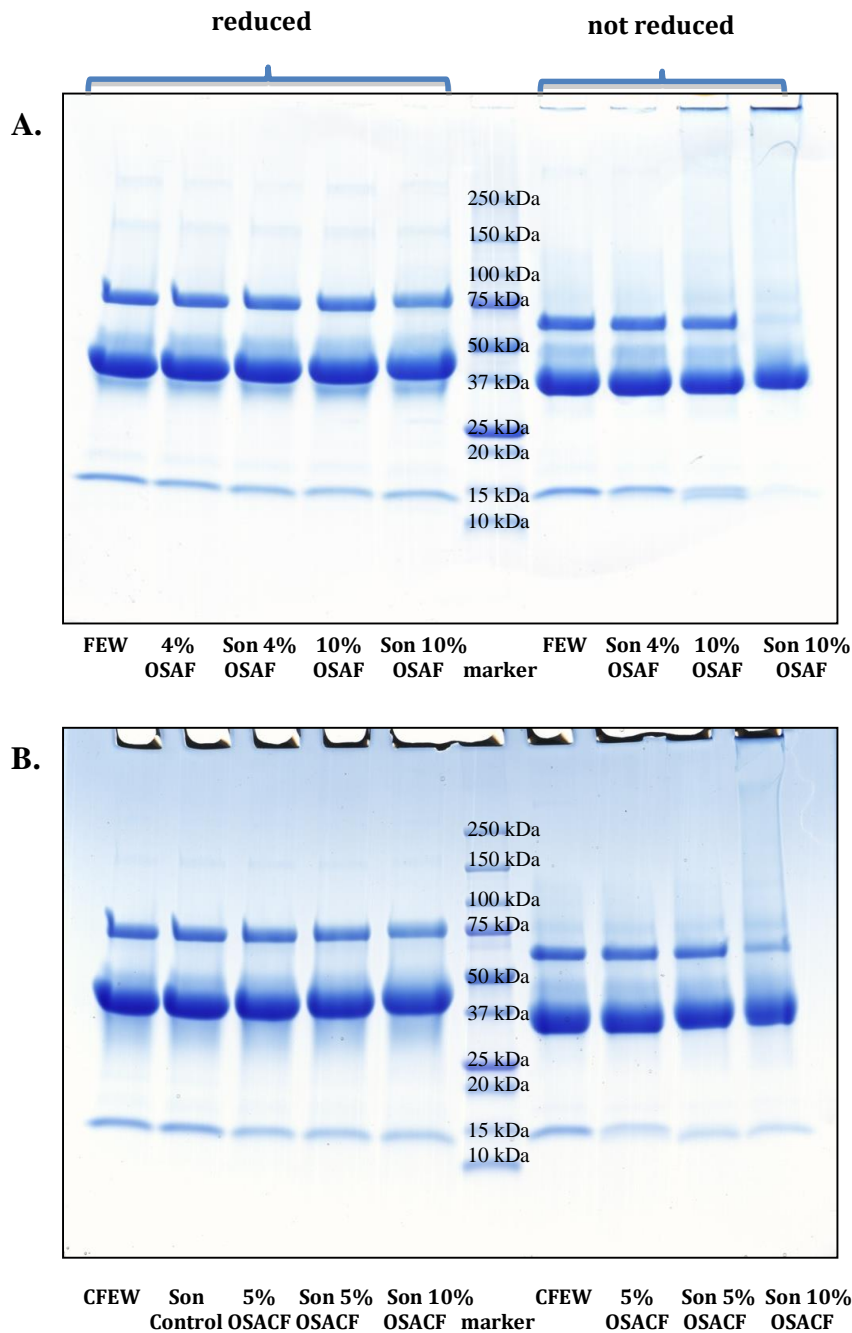 reduced not reduced
A.
250 kDa
150 kDa
100 kDa
75 kDa
50 kDa
37 kDa
25 kDa
20 kDa
15 kDa
10 kDa
FEW 4% Son 4% 10% Son 10% FEW Son 4% 10% Son 10%
OSAF OSAF OSAF OSAF marker OSAF OSAF OSAF
B.
250 kDa
150 kDa
100 kDa
75 kDa
50 kDa
37 kDa
25 kDa
20 kDa
15 kDa
10 kDa
CFEW Son 5% Son 5% Son 10% CFEW 5% Son 5% Son 10%
Control OSACF OSACF OSACF marker OSACF OSACF OSACF